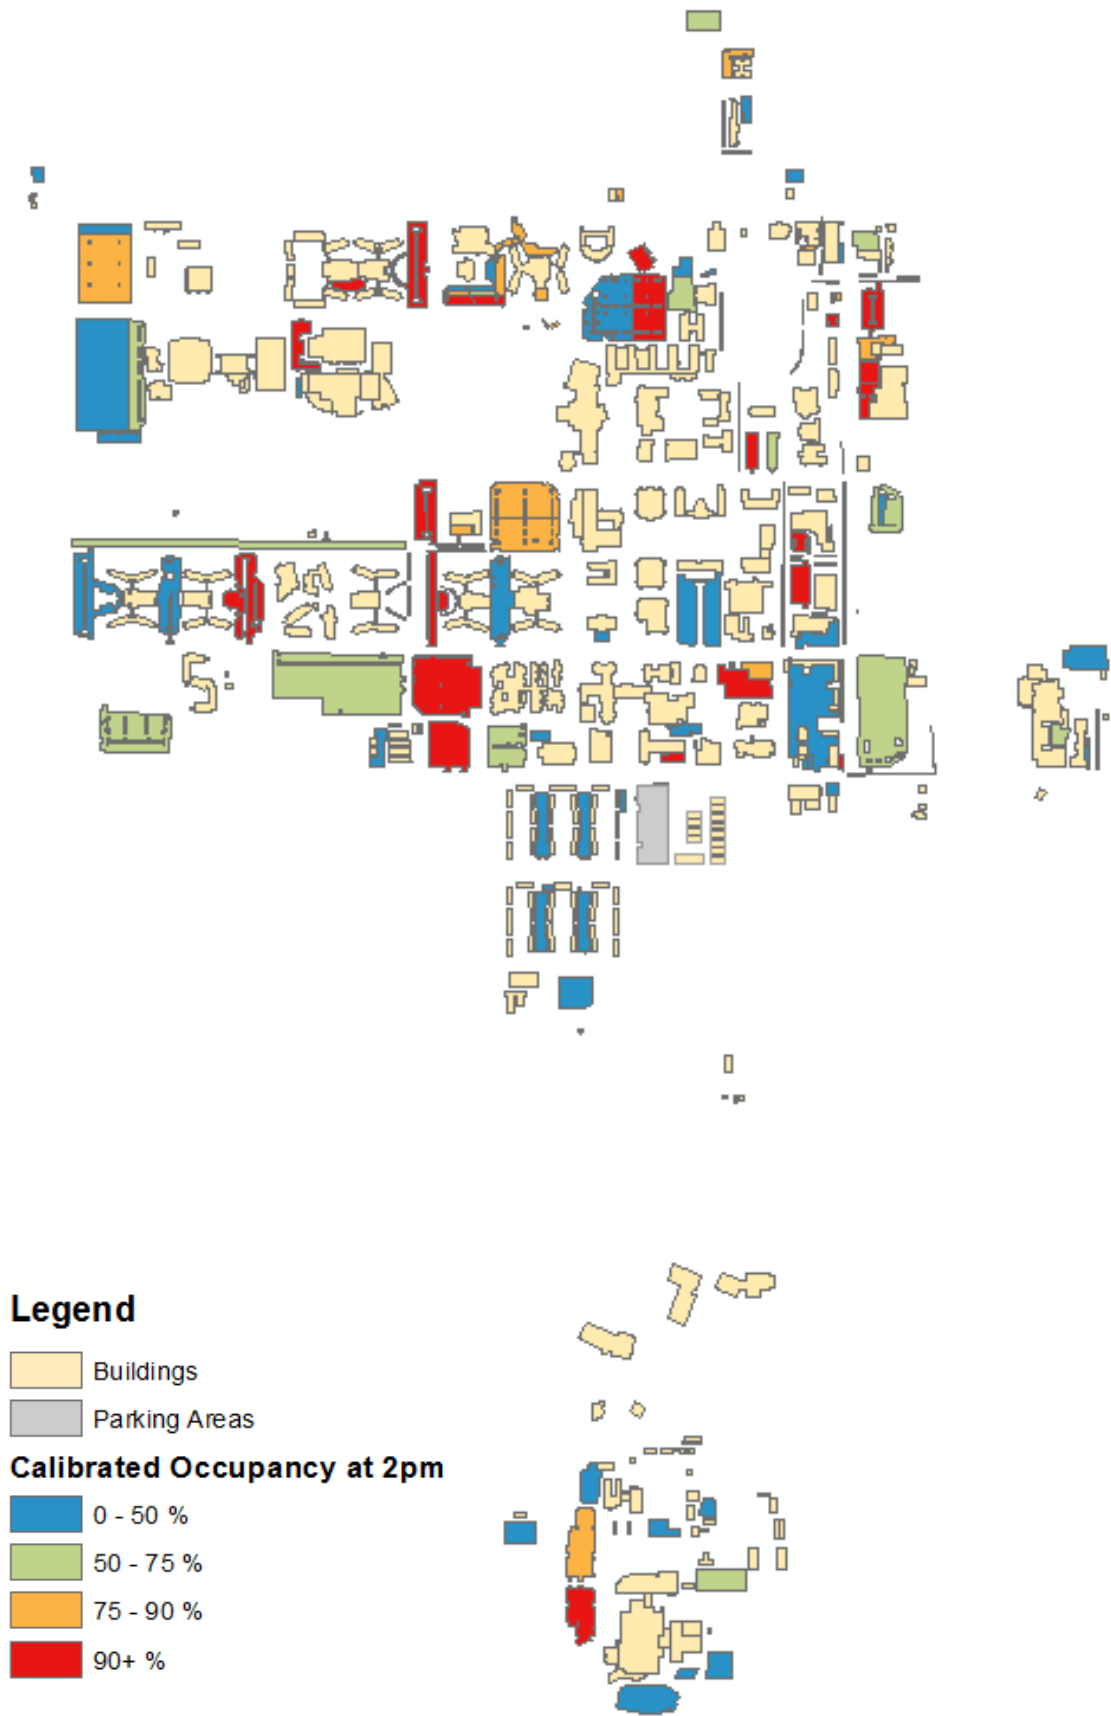 Legend
Buildings
Parking Areas
Calibrated Occupancy at 2pm
0 - 50 %
50 - 75 %
75 - 90 %
90+ %